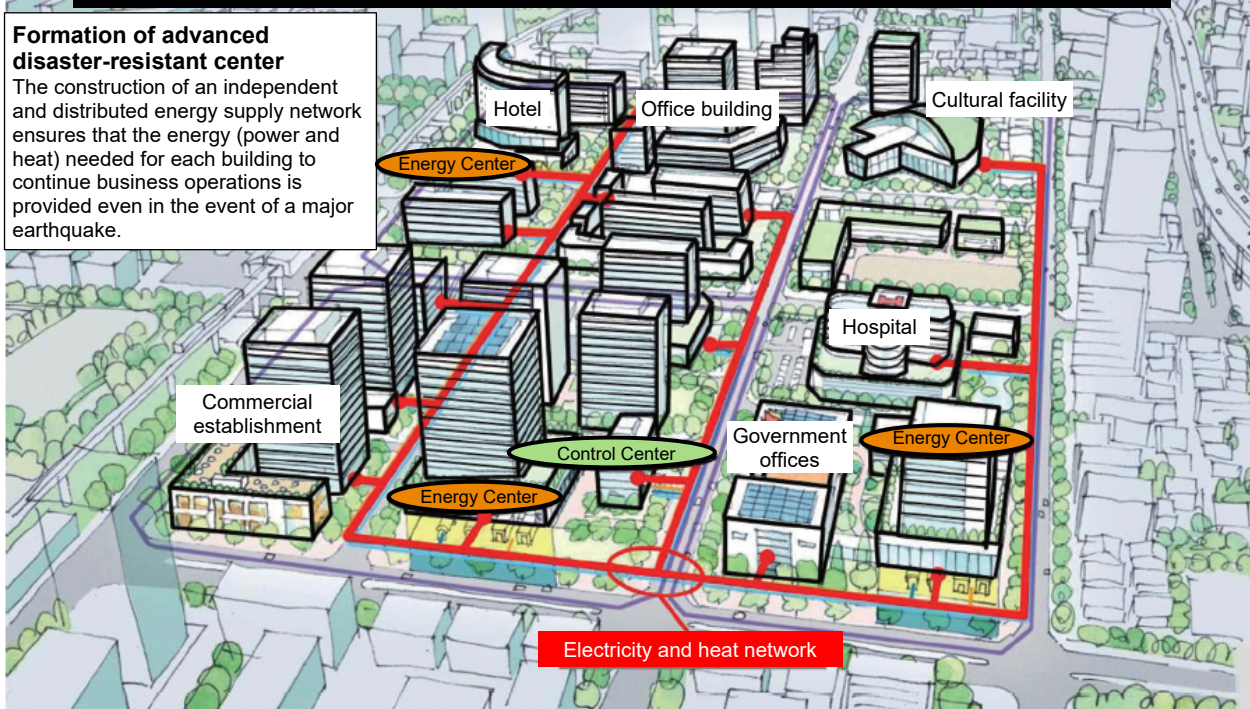 Formation of advanced
disaster-resistant center
The construction of an independent
and distributed energy supply network
ensures that the energy (power and
heat) needed for each building to
continue business operations is
provided even in the event of a major
earthquake.
Hotel
Office building
Cultural facility
Energy Center
Hospital
Commercial
establishment
Government
offices
Energy Center
Control Center
Energy Center
Electricity and heat network